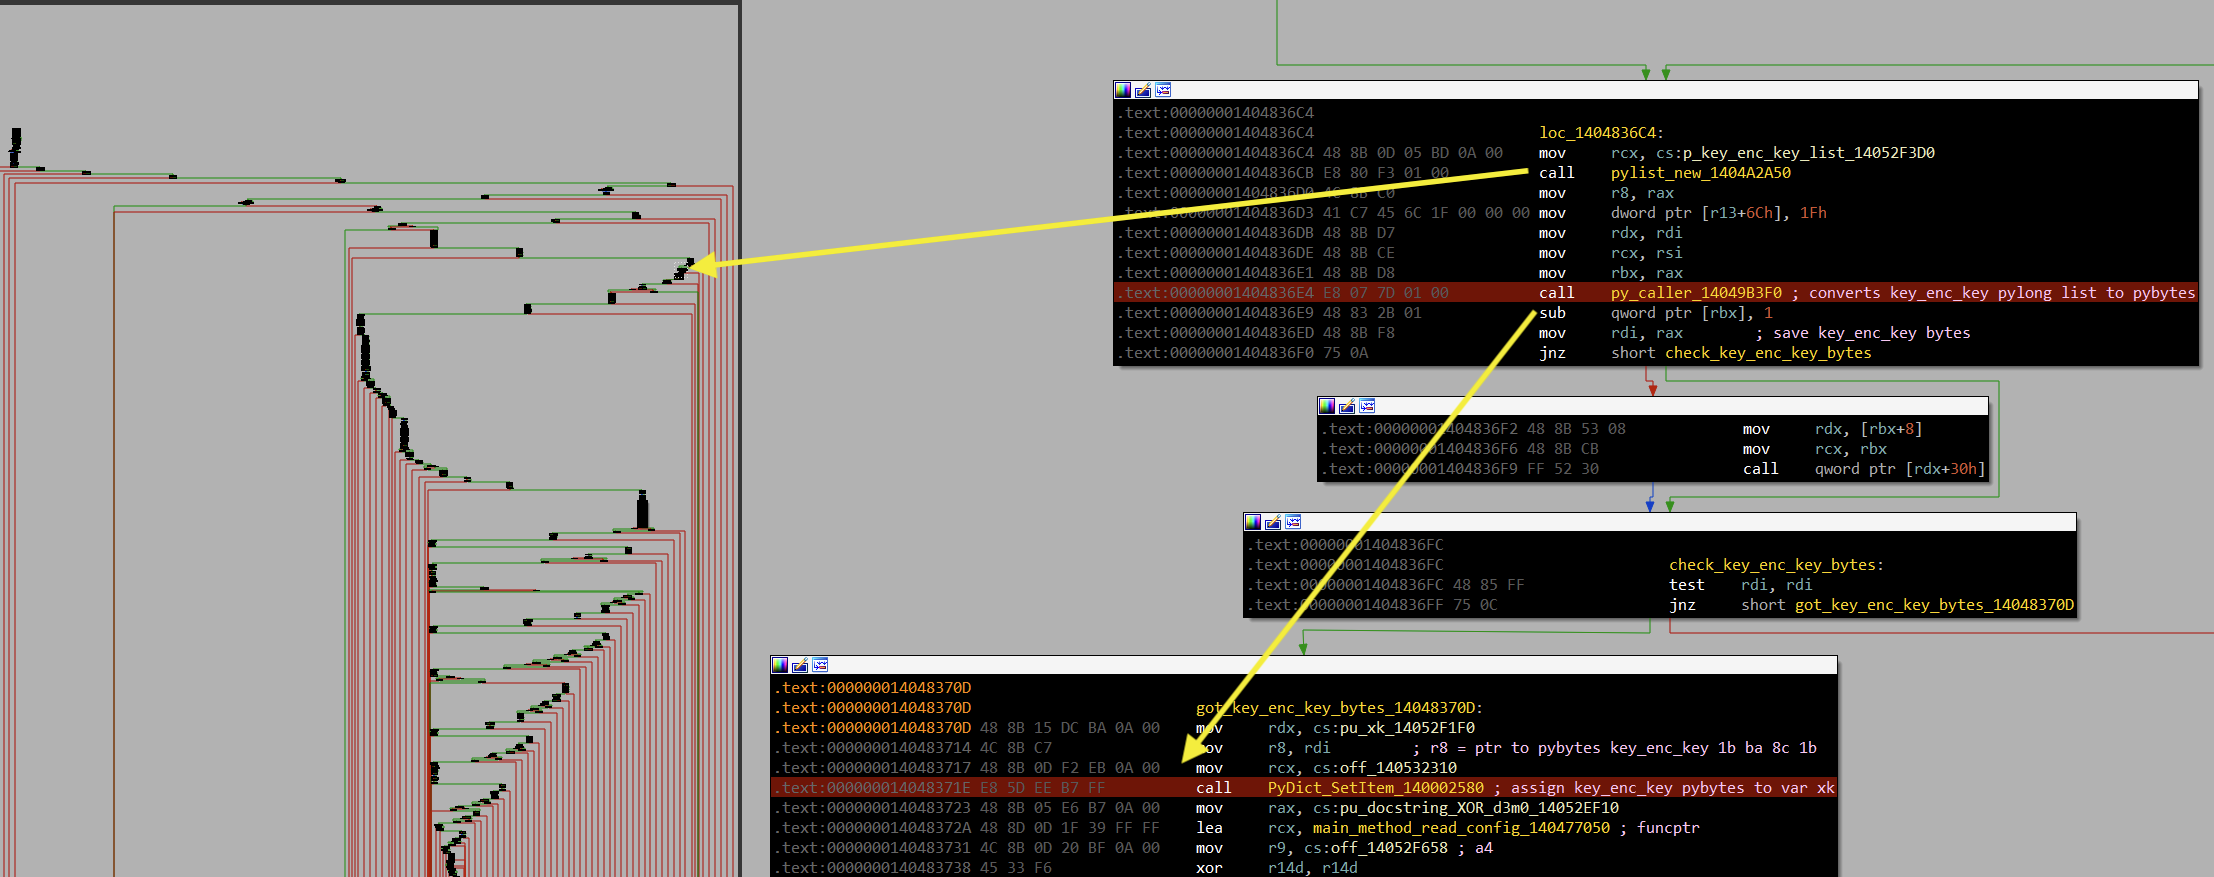 .text:00000001404836C4
.text:00000001404836C4 loc_1404836C4:
.text:00000001404836C4 48 8B 0D 05 BD 0A 00 mov rcx, cs:p_key_enc_key_list_14052F3D0
.text:00000001404836CB E8 80 F3 01 00 call pylist_new_1404A2A50
.text:00000001404836D0 4C 8B C0 mov r8, rax
.text:00000001404836D3 41 C7 45 6C 1F 00 00 00 mov dword ptr [r13+6Ch], 1Fh
.text:00000001404836DB 48 8B D7 mov rdx, rdi
.text:00000001404836DE 48 8B CE mov rcx, rsi
.text:00000001404836E1 48 8B D8 mov rbx, rax
.text:00000001404836E4 E8 07 7D 01 00 call py_caller_14049B3F0 ; converts key_enc_key pylong list to pybytes
.text:00000001404836E9 48 83 2B 01 sub qword ptr [rbx], 1
.text:00000001404836ED 48 8B F8 mov rdi, rax ; save key_enc_key bytes
.text:00000001404836F0 75 0A jnz short check_key_enc_key_bytes
.text:00000001404836F2 48 8B 53 08 mov rdx, [rbx+8]
.text:00000001404836F6 48 8B CB mov rcx, rbx
.text:00000001404836F9 FF 52 30 call qword ptr [rdx+30h]
.text:00000001404836FC
.text:00000001404836FC check_key_enc_key_bytes:
.text:00000001404836FC 48 85 FF test rdi, rdi
.text:00000001404836FF 75 0C jnz short got_key_enc_key_bytes_14048370D
.text:000000014048370D
.text:000000014048370D got_key_enc_key_bytes_14048370D:
.text:000000014048370D 48 8B 15 DC BA 0A 00 mov rdx, cs:pu_xk_14052F1F0
.text:0000000140483714 4C 8B C7 mov r8, rdi ; r8 = ptr to pybytes key_enc_key 1b ba 8c 1b
.text:0000000140483717 48 8B 0D F2 EB 0A 00 mov rcx, cs:off_140532310
.text:000000014048371E E8 5D EE B7 FF call PyDict_SetItem_140002580 ; assign key_enc_key pybytes to var xk
.text:0000000140483723 48 8B 05 E6 B7 0A 00 mov rax, cs:pu_docstring_XOR_d3m0_14052EF10
.text:000000014048372A 48 8D 0D 1F 39 FF FF lea rcx, main_method_read_config_140477050 ; funcptr
.text:0000000140483731 4C 8B 0D 20 BF 0A 00 mov r9, cs:off_14052F658 ; a4
.text:0000000140483738 45 33 F6 xor r14d, r14d